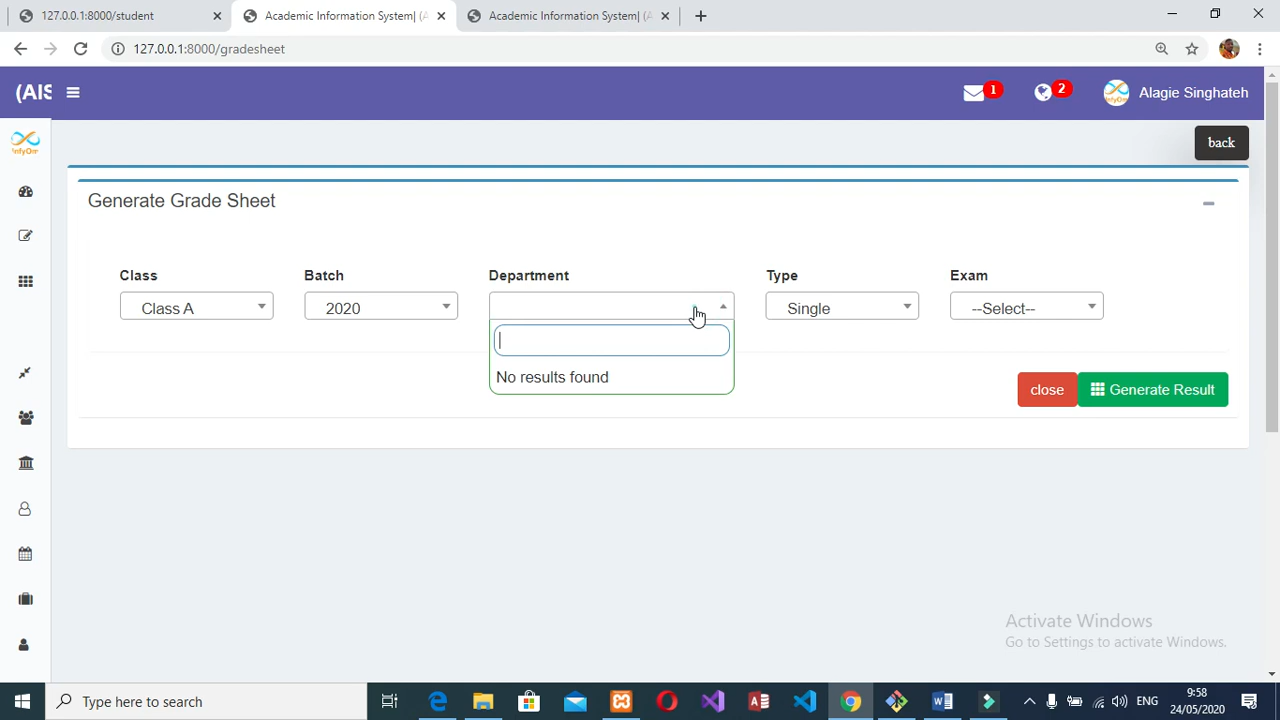 127.0.0.1:8000/student
Academic Information System| (A
Academic Information System| (A
127.0.0.1:8000/gradesheet
(AIS
1
2
Alagie Singhateh
InfyOm
back
Generate Grade Sheet
Class
Batch
Department
Type
Exam
Class A
2020
Single
--Select--
No results found
close
Generate Result
Activate Windows
Go to Settings to activate Windows.
Type here to search
ENG
9:58
24/05/2020